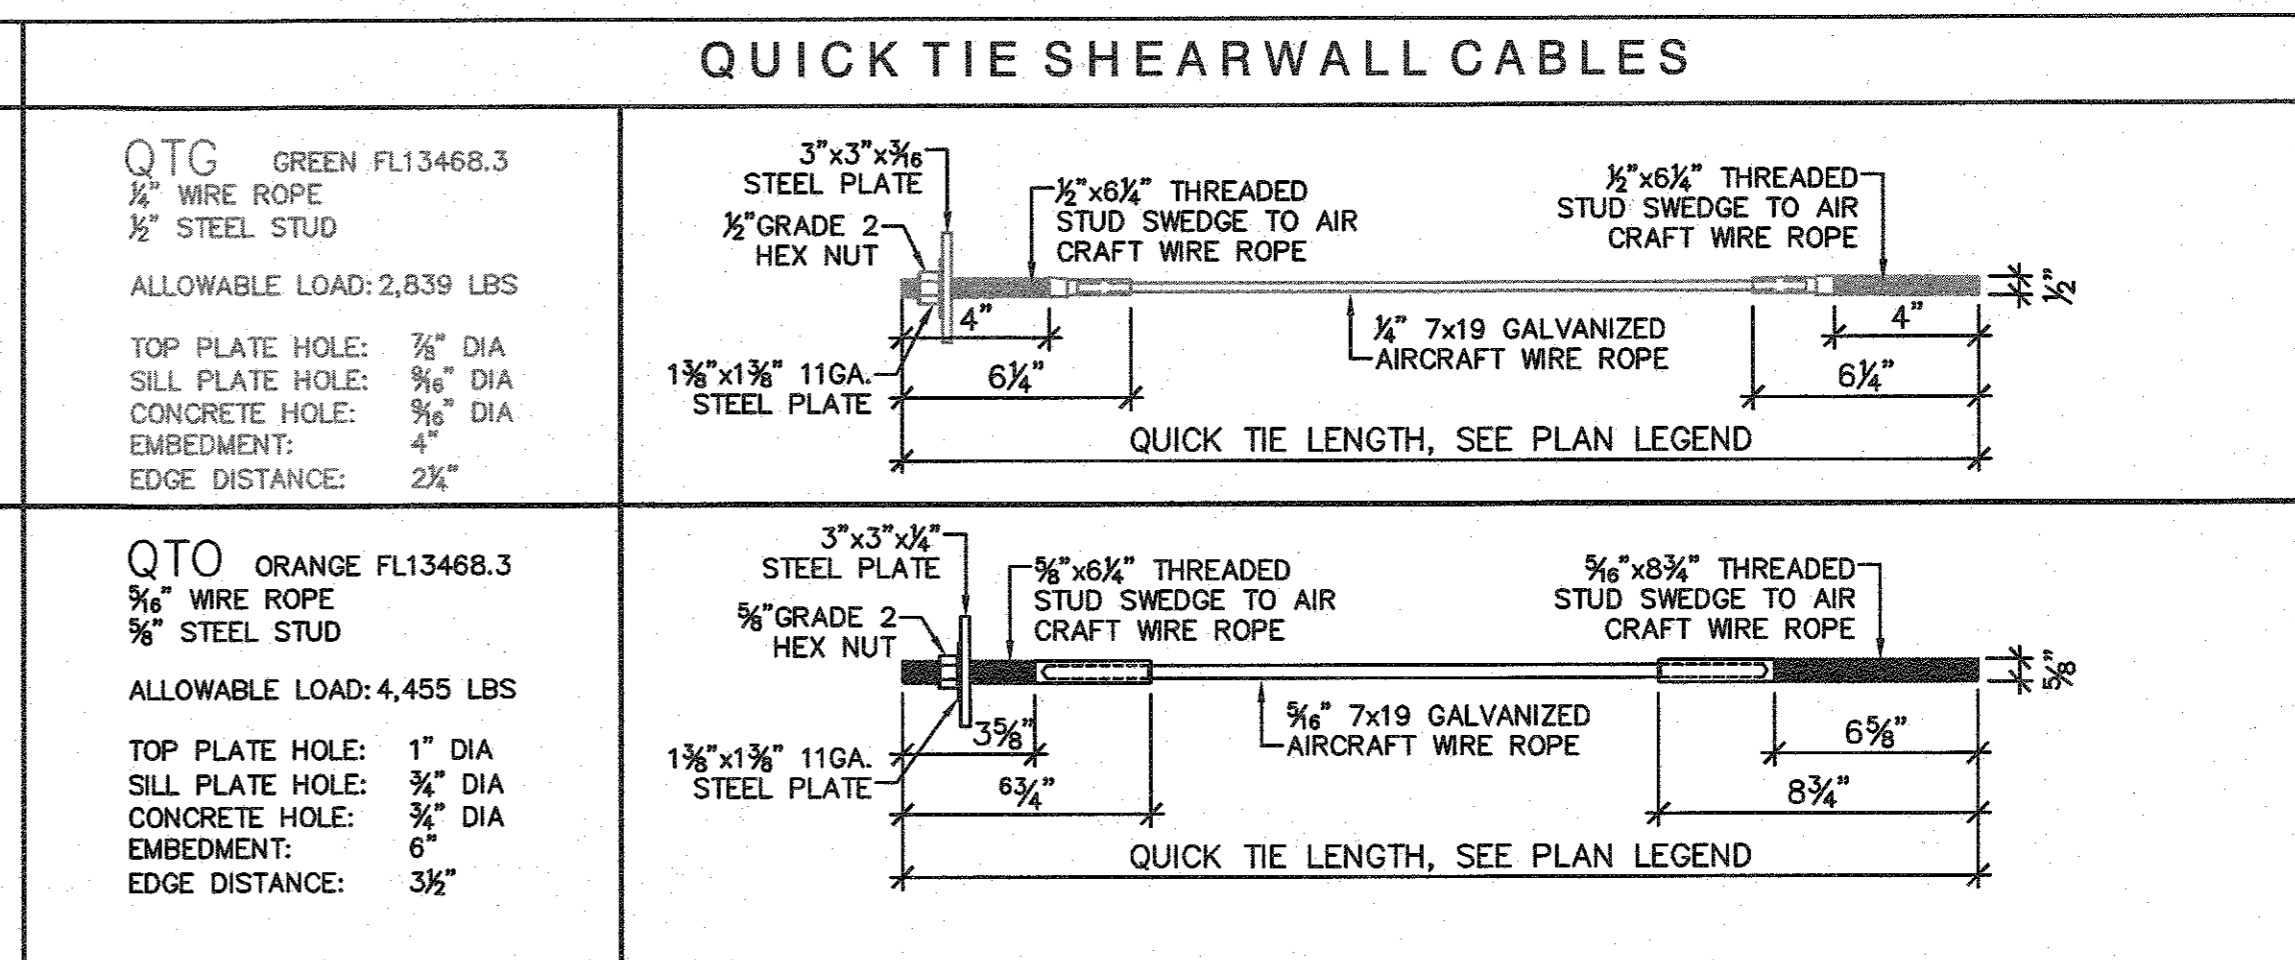 QUICK TIE SHEARWALL CABLES
QTG GREEN FL13468.3
¼" WIRE ROPE
½" STEEL STUD
ALLOWABLE LOAD: 2,839 LBS
TOP PLATE HOLE: ⅞" DIA
SILL PLATE HOLE: 9/16" DIA
CONCRETE HOLE: 9/16" DIA
EMBEDMENT: 4"
EDGE DISTANCE: 2¼"
3"x3"x3/16
STEEL PLATE
½"GRADE 2
HEX NUT
½"x6¼" THREADED
STUD SWEDGE TO AIR
CRAFT WIRE ROPE
½"x6¼" THREADED
STUD SWEDGE TO AIR
CRAFT WIRE ROPE
½"
4"
4"
¼" 7x19 GALVANIZED
AIRCRAFT WIRE ROPE
1⅜"x1⅜" 11GA.
STEEL PLATE
6¼"
6¼"
QUICK TIE LENGTH, SEE PLAN LEGEND
QTO ORANGE FL13468.3
5/16" WIRE ROPE
⅝" STEEL STUD
ALLOWABLE LOAD: 4,455 LBS
TOP PLATE HOLE: 1" DIA
SILL PLATE HOLE: ¾" DIA
CONCRETE HOLE: ¾" DIA
EMBEDMENT: 6"
EDGE DISTANCE: 3½"
3"x3"x¼"
STEEL PLATE
⅝"GRADE 2
HEX NUT
⅝"x6¼" THREADED
STUD SWEDGE TO AIR
CRAFT WIRE ROPE
5/16"x8¾" THREADED
STUD SWEDGE TO AIR
CRAFT WIRE ROPE
⅝"
3⅝"
5/16" 7x19 GALVANIZED
AIRCRAFT WIRE ROPE
6⅝"
1⅜"x1⅜" 11GA.
STEEL PLATE
6¾"
8¾"
QUICK TIE LENGTH, SEE PLAN LEGEND